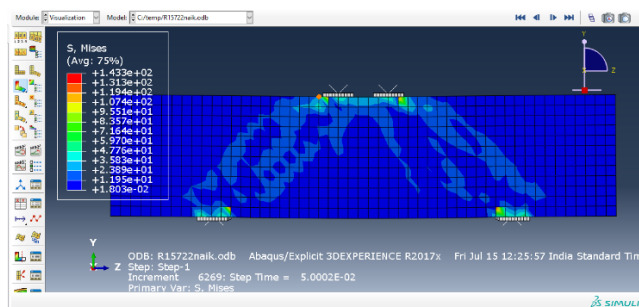 Module: Visualization Model: C:/temp/R15722naik.odb
S, Mises
(Avg: 75%)
+1.433e+02
+1.313e+02
+1.194e+02
+1.074e+02
+9.551e+01
+8.357e+01
+7.164e+01
+5.970e+01
+4.776e+01
+3.583e+01
+2.389e+01
+1.195e+01
+1.803e-02
Y
Z
Y
Z
ODB: R15722naik.odb Abaqus/Explicit 3DEXPERIENCE R2017x Fri Jul 15 12:25:57 India Standard Tim
Step: Step-1
Increment 6269: Step Time = 5.0002E-02
Primary Var: S, Mises
SIMULI